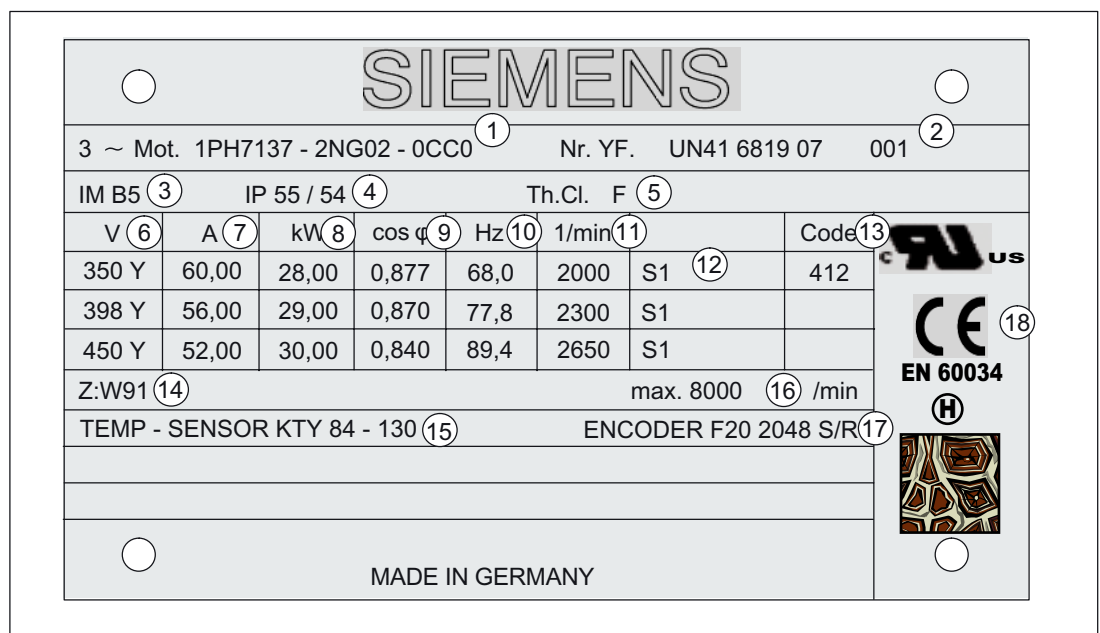 SIEMENS
1 2
3 ~ Mot. 1PH7137 - 2NG02 - 0CC0 Nr. YF. UN41 6819 07 001
IM B5 3 IP 55 / 54 4 Th.Cl. F 5
V 6 A 7 kW 8 cos φ 9 Hz 10 1/min 11 Code 13
350 Y 60,00 28,00 0,877 68,0 2000 S1 12 412
398 Y 56,00 29,00 0,870 77,8 2300 S1
450 Y 52,00 30,00 0,840 89,4 2650 S1
Z:W91 14 max. 8000 16 /min
TEMP - SENSOR KTY 84 - 130 15 ENCODER F20 2048 S/R 17
MADE IN GERMANY
c RU us
CE 18
EN 60034
H